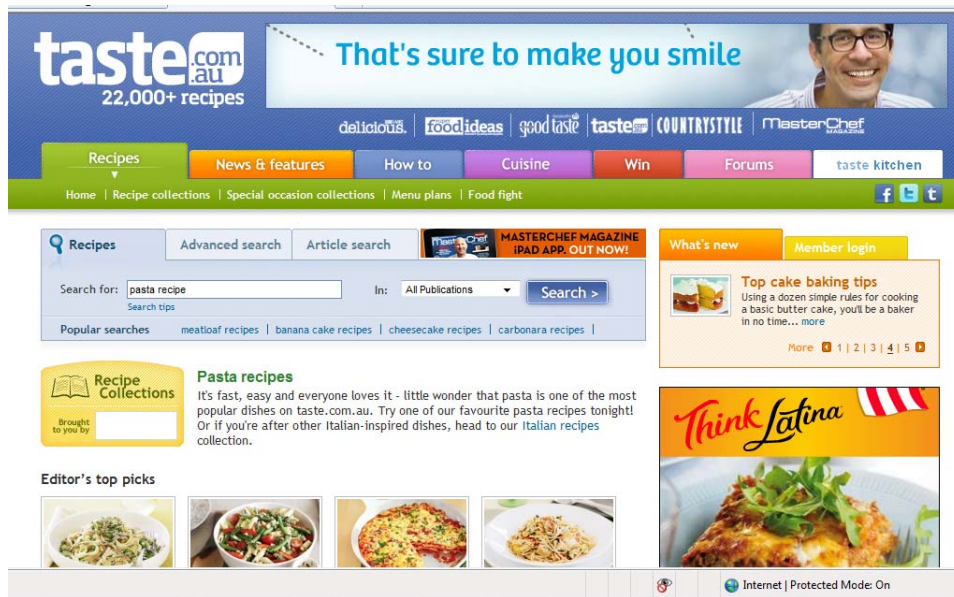 taste.com.au
22,000+ recipes
That's sure to make you smile
delicious. | food ideas | good taste | taste | COUNTRYSTYLE | MasterChef MAGAZINE
Recipes News & features How to Cuisine Win Forums taste kitchen
Home | Recipe collections | Special occasion collections | Menu plans | Food fight
f t t
Recipes Advanced search Article search MasterChef MASTERCHEF MAGAZINE
iPAD APP. OUT NOW!
Search for: pasta recipe In: All Publications Search >
Search tips
Popular searches meatloaf recipes | banana cake recipes | cheesecake recipes | carbonara recipes |
What's new Member login
Top cake baking tips
Using a dozen simple rules for cooking
a basic butter cake, you'll be a baker
in no time... more
More 1 | 2 | 3 | 4 | 5
Recipe
Collections
Brought
to you by
Pasta recipes
It's fast, easy and everyone loves it - little wonder that pasta is one of the most
popular dishes on taste.com.au. Try one of our favourite pasta recipes tonight!
Or if you're after other Italian-inspired dishes, head to our Italian recipes
collection.
Think Latina
Editor's top picks
Internet | Protected Mode: On